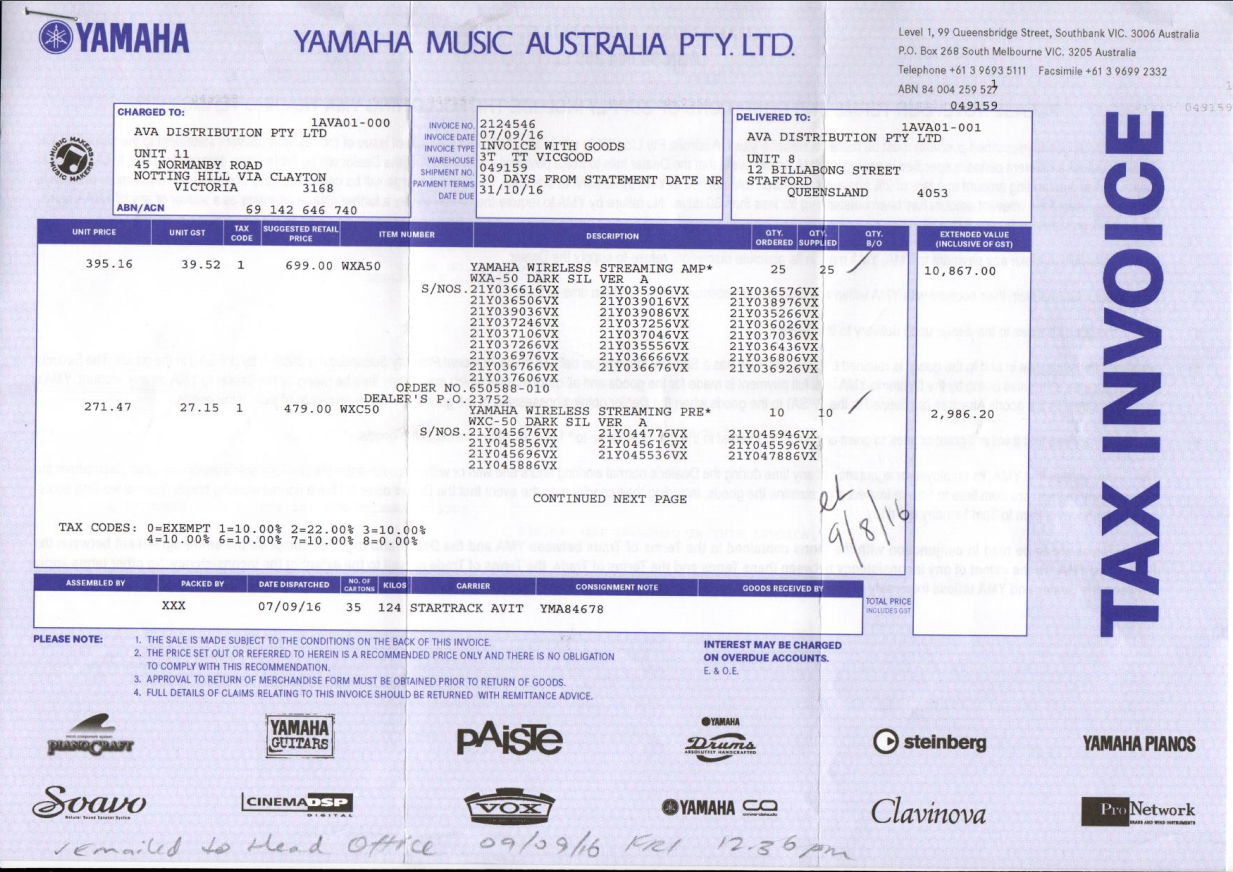 YAMAHA
YAMAHA MUSIC AUSTRALIA PTY. LTD.
Level 1, 99 Queensbridge Street, Southbank VIC. 3006 Australia
P.O. Box 268 South Melbourne VIC. 3205 Australia
Telephone +61 3 9693 5111 Facsimile +61 3 9699 2332
ABN 84 004 259 527
1
049159
TAX INVOICE
MUSIC MAKERS
CHARGED TO:
1AVA01-000
AVA DISTRIBUTION PTY LTD
UNIT 11
45 NORMANBY ROAD
NOTTING HILL VIA CLAYTON
VICTORIA 3168
ABN/ACN 69 142 646 740
INVOICE NO. 2124546
INVOICE DATE 07/09/16
INVOICE TYPE INVOICE WITH GOODS
WAREHOUSE 3T TT VICGOOD
SHIPMENT NO. 049159
PAYMENT TERMS 30 DAYS FROM STATEMENT DATE NR
DATE DUE 31/10/16
DELIVERED TO:
1AVA01-001
AVA DISTRIBUTION PTY LTD
UNIT 8
12 BILLABONG STREET
STAFFORD
QUEENSLAND
4053
UNIT PRICE UNIT GST TAX CODE SUGGESTED RETAIL PRICE ITEM NUMBER DESCRIPTION QTY. ORDERED QTY. SUPPLIED QTY. B/O EXTENDED VALUE (INCLUSIVE OF GST)
395.16 39.52 1 699.00 WXA50 YAMAHA WIRELESS STREAMING AMP* 25 25 10,867.00
WXA-50 DARK SIL VER A
S/NOS.21Y036616VX 21Y035906VX 21Y036576VX
21Y036506VX 21Y039016VX 21Y038976VX
21Y039036VX 21Y039086VX 21Y035266VX
21Y037246VX 21Y037256VX 21Y036026VX
21Y037106VX 21Y037046VX 21Y037036VX
21Y037266VX 21Y035556VX 21Y036436VX
21Y036976VX 21Y036666VX 21Y036806VX
21Y036766VX 21Y036676VX 21Y036926VX
21Y037606VX
ORDER NO.650588-010
DEALER'S P.O.23752
271.47 27.15 1 479.00 WXC50 YAMAHA WIRELESS STREAMING PRE* 10 10 2,986.20
WXC-50 DARK SIL VER A
S/NOS.21Y045676VX 21Y044776VX 21Y045946VX
21Y045856VX 21Y045616VX 21Y045596VX
21Y045696VX 21Y045536VX 21Y047886VX
21Y045886VX
CONTINUED NEXT PAGE
9/8/16
TAX CODES: 0=EXEMPT 1=10.00% 2=22.00% 3=10.00%
4=10.00% 6=10.00% 7=10.00% 8=0.00%
ASSEMBLED BY PACKED BY DATE DISPATCHED NO. OF CARTONS KILOS CARRIER CONSIGNMENT NOTE GOODS RECEIVED BY
XXX 07/09/16 35 124 STARTRACK AVIT YMA84678
TOTAL PRICE
INCLUDES GST
PLEASE NOTE:
1. THE SALE IS MADE SUBJECT TO THE CONDITIONS ON THE BACK OF THIS INVOICE.
2. THE PRICE SET OUT OR REFERRED TO HEREIN IS A RECOMMENDED PRICE ONLY AND THERE IS NO OBLIGATION
TO COMPLY WITH THIS RECOMMENDATION.
3. APPROVAL TO RETURN OF MERCHANDISE FORM MUST BE OBTAINED PRIOR TO RETURN OF GOODS.
4. FULL DETAILS OF CLAIMS RELATING TO THIS INVOICE SHOULD BE RETURNED WITH REMITTANCE ADVICE.
INTEREST MAY BE CHARGED
ON OVERDUE ACCOUNTS.
E. & O.E.
PIANOCRAFT
YAMAHA GUITARS
PAiSTe
YAMAHA Drums ABSOLUTELY HANDCRAFTED
steinberg
YAMAHA PIANOS
Soavo
Natural Sound Speaker System
CINEMA DSP DIGITAL
VOX
YAMAHA CA
Clavinova
ProNetwork
BRASS AND WIND INSTRUMENTS
emailed to Head Office 09/09/16 FRI 12.36 pm